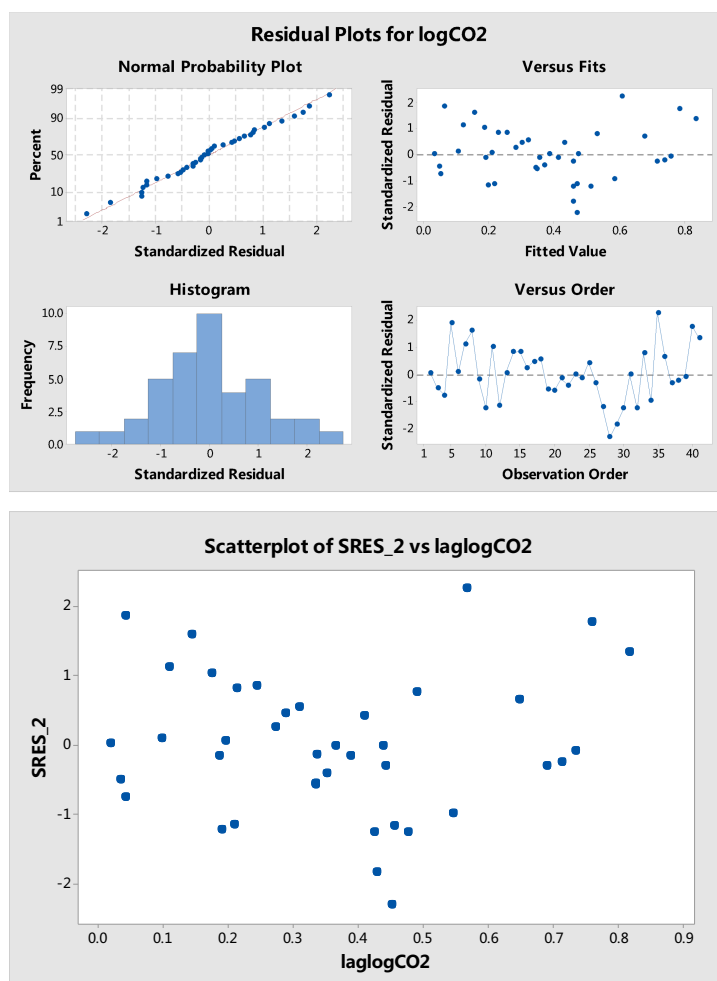 Residual Plots for logCO2
Normal Probability Plot
Versus Fits
99
90
50
10
1
Percent
-2 -1 0 1 2
Standardized Residual
2
1
0
-1
-2
Standardized Residual
0.0 0.2 0.4 0.6 0.8
Fitted Value
Histogram
Versus Order
10.0
7.5
5.0
2.5
0.0
Frequency
-2 -1 0 1 2
Standardized Residual
2
1
0
-1
-2
Standardized Residual
1 5 10 15 20 25 30 35 40
Observation Order
Scatterplot of SRES_2 vs laglogCO2
2
1
0
-1
-2
SRES_2
0.0 0.1 0.2 0.3 0.4 0.5 0.6 0.7 0.8 0.9
laglogCO2